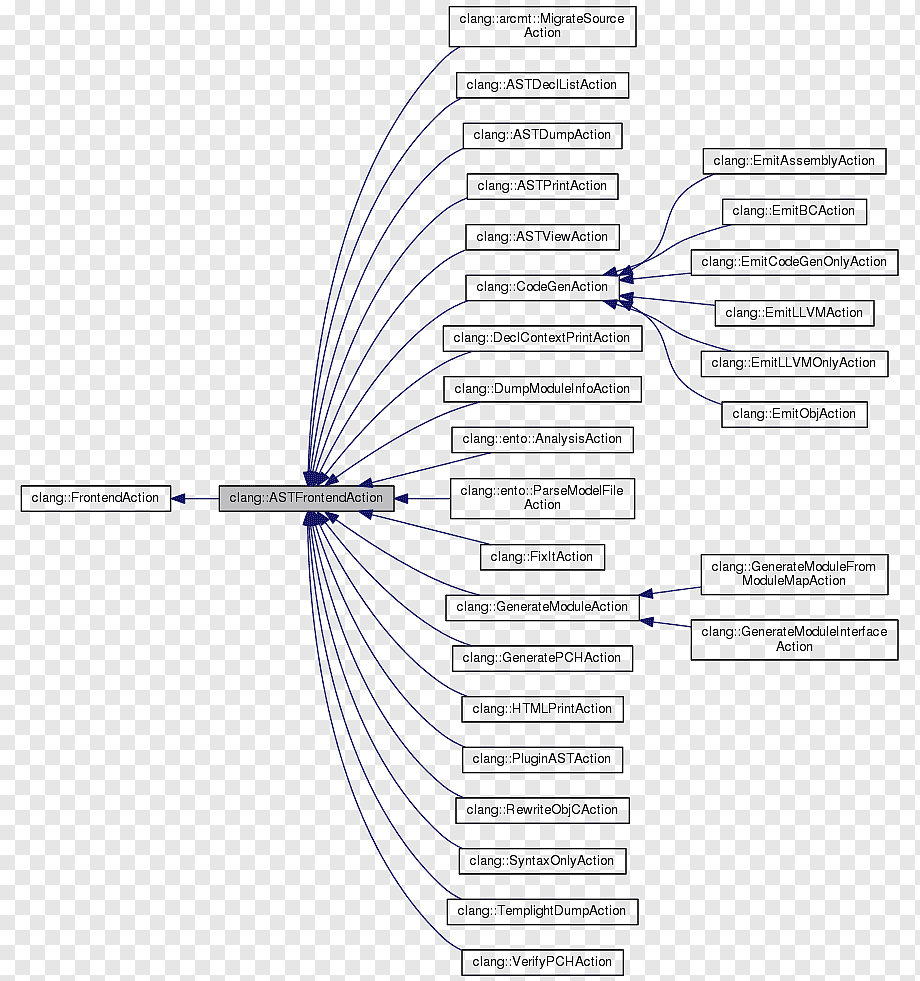 clang::arcmt::MigrateSource
Action
clang::ASTDeclListAction
clang::ASTDumpAction
clang::ASTPrintAction
clang::ASTViewAction
clang::CodeGenAction
clang::DeclContextPrintAction
clang::DumpModuleInfoAction
clang::ento::AnalysisAction
clang::ento::ParseModelFile
Action
clang::FixItAction
clang::GenerateModuleAction
clang::GeneratePCHAction
clang::HTMLPrintAction
clang::PluginASTAction
clang::RewriteObjCAction
clang::SyntaxOnlyAction
clang::TemplightDumpAction
clang::VerifyPCHAction
clang::FrontendAction
clang::ASTFrontendAction
clang::EmitAssemblyAction
clang::EmitBCAction
clang::EmitCodeGenOnlyAction
clang::EmitLLVMAction
clang::EmitLLVMOnlyAction
clang::EmitObjAction
clang::GenerateModuleFrom
ModuleMapAction
clang::GenerateModuleInterface
Action